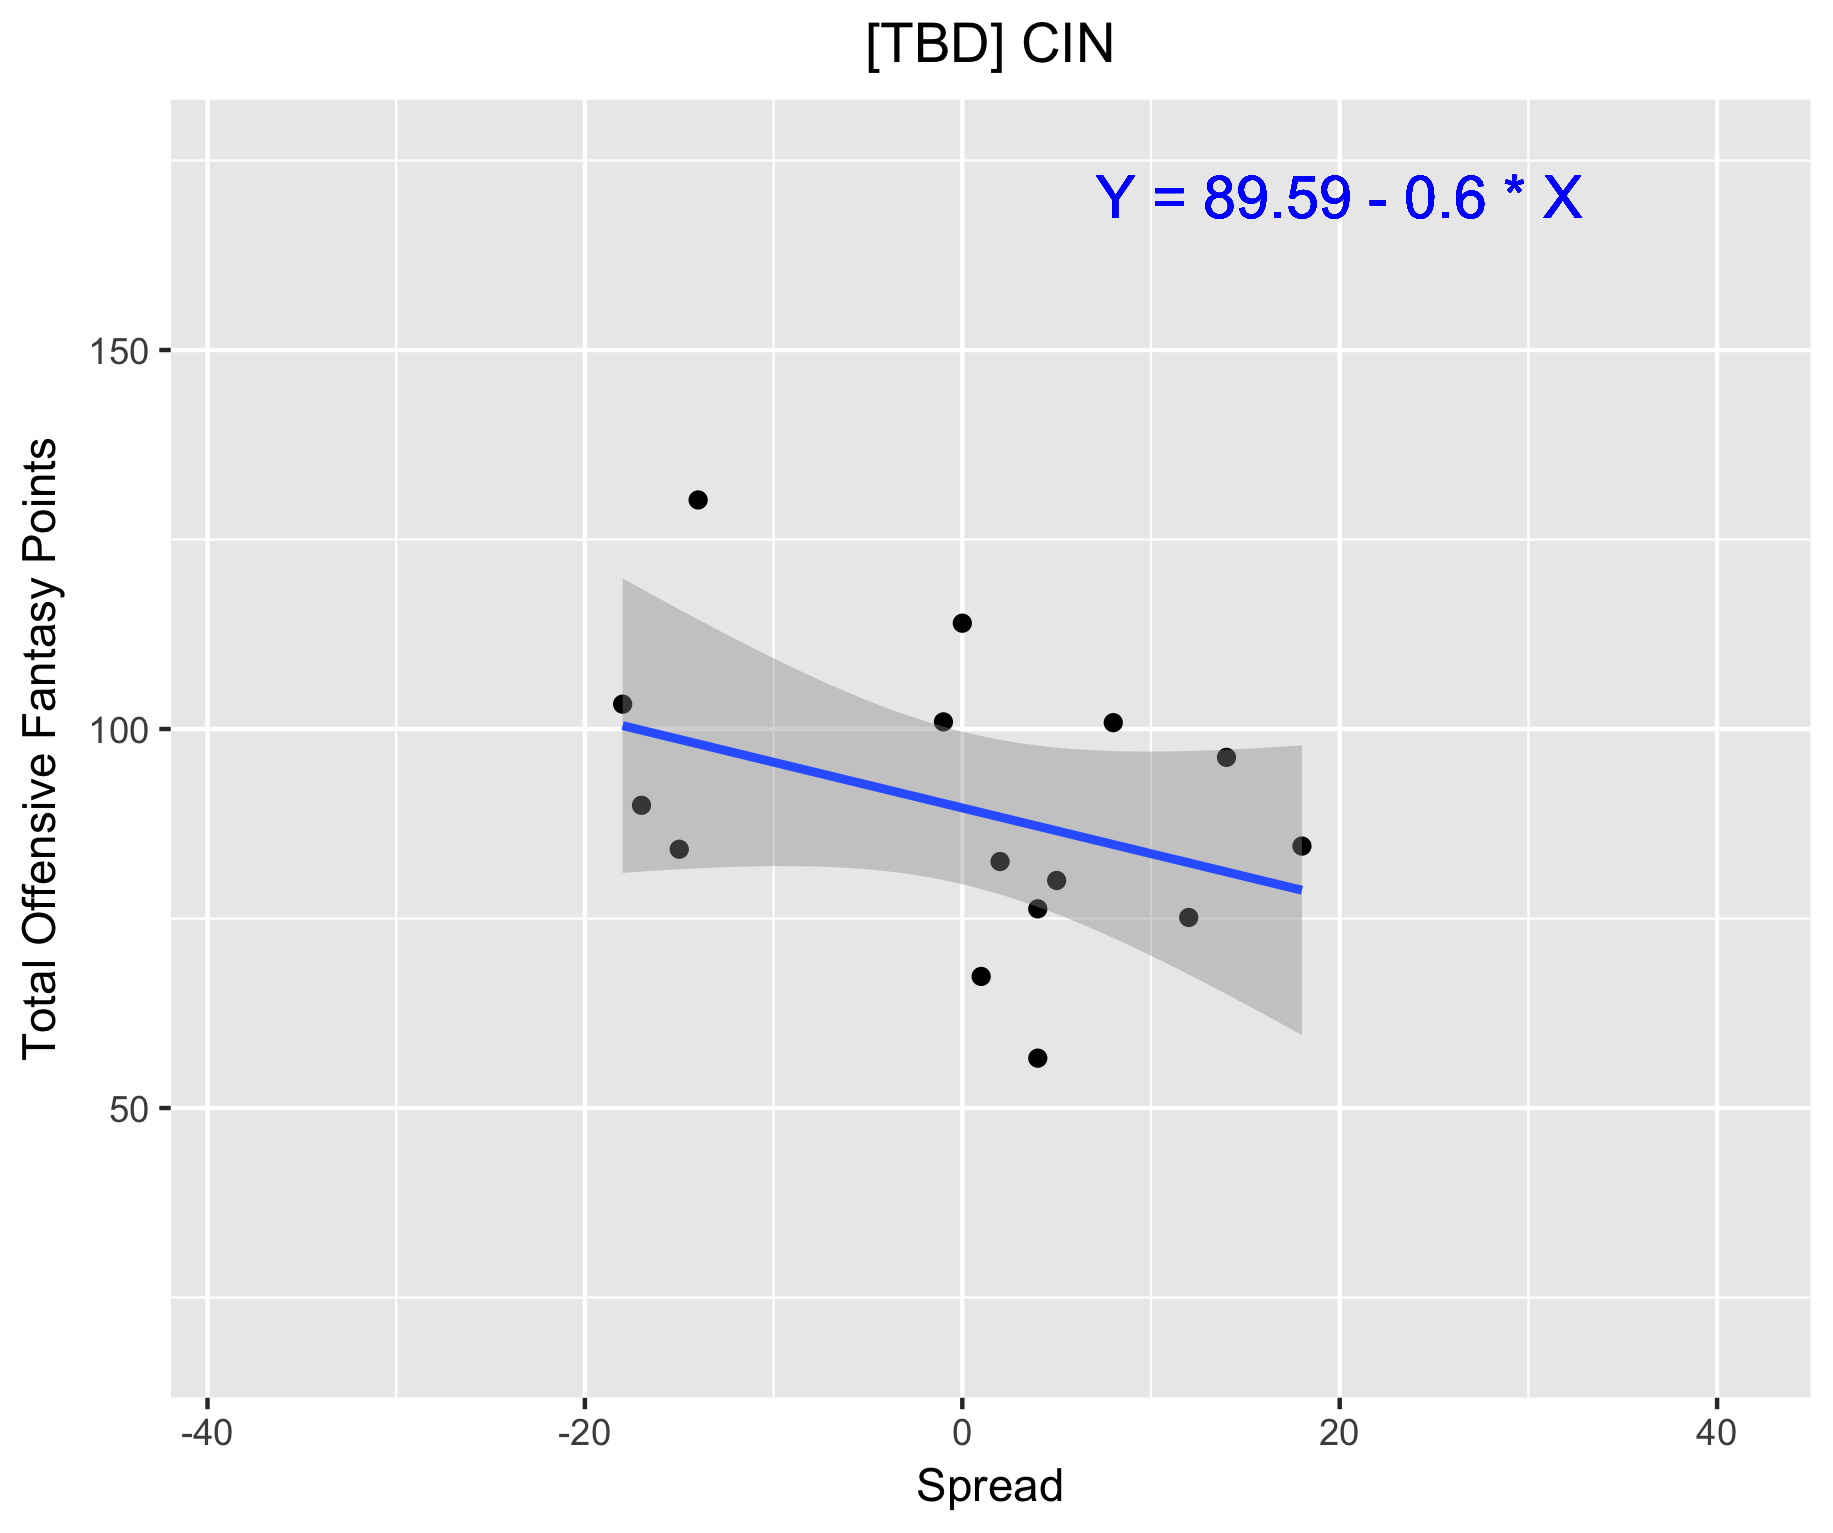 [TBD] CIN
Y = 89.59 - 0.6 * X
Total Offensive Fantasy Points
150
100
50
-40 -20 0 20 40
Spread